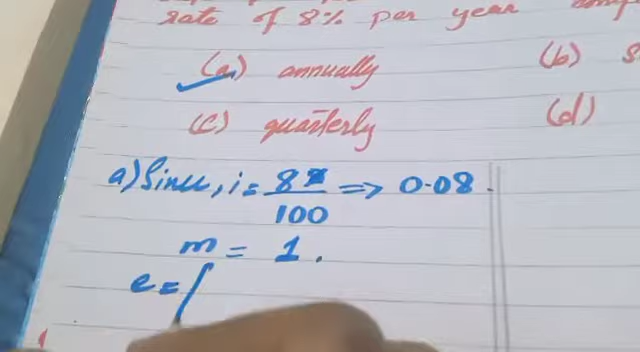 rate of 8% per year
(a) annually (b)
(c) quarterly (d)
a) Since, i = 8%/100 => 0.08.
m = 1.
e = (